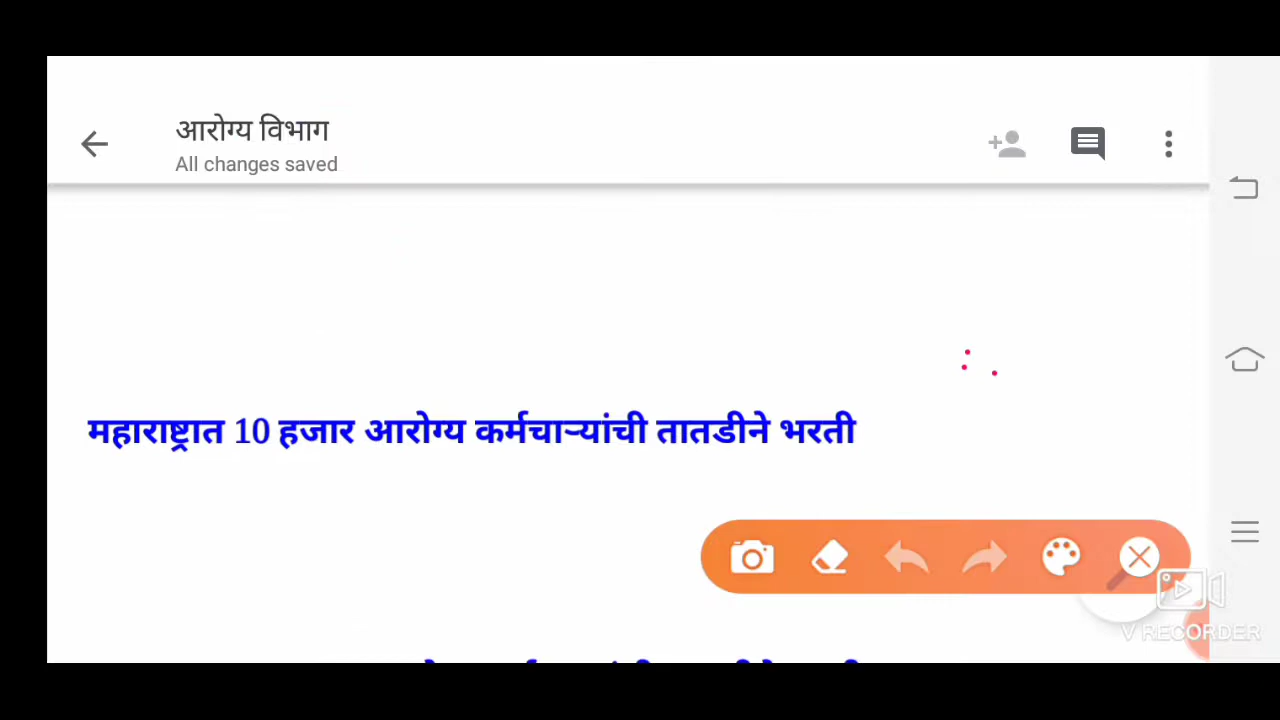 आरोग्य विभाग
All changes saved
महाराष्ट्रात 10 हजार आरोग्य कर्मचाऱ्यांची तातडीने भरती
V RECORDER